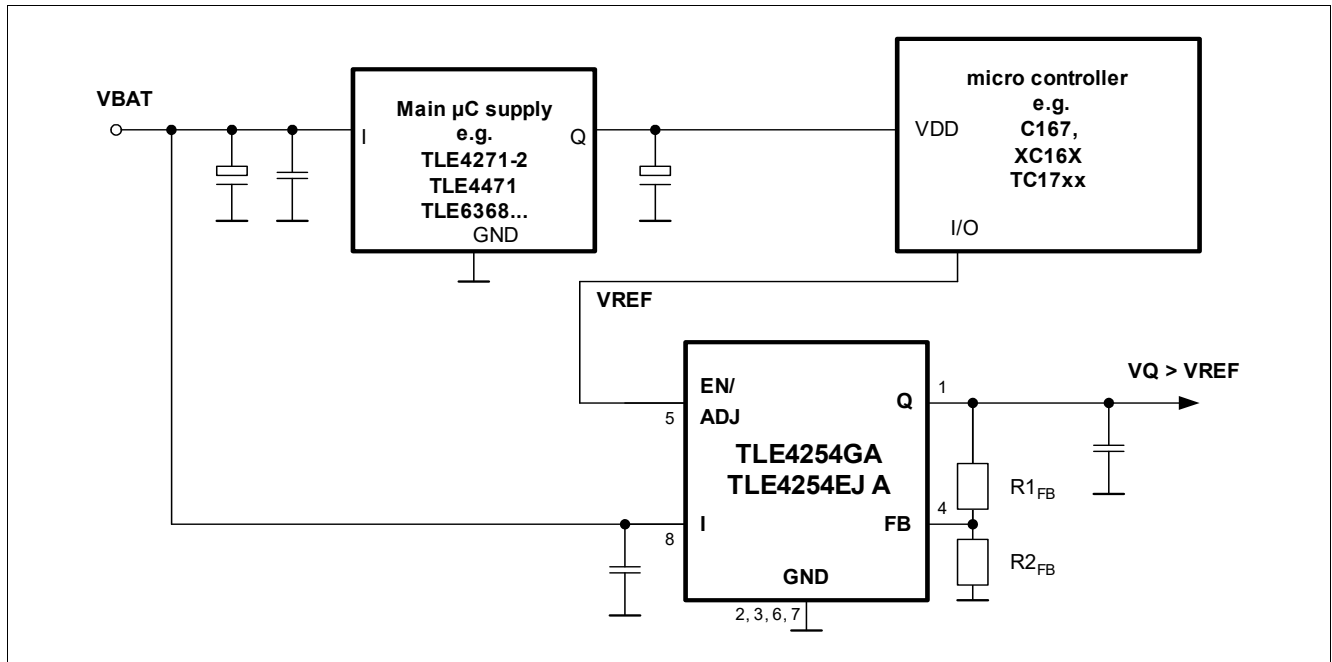 VBAT
Main µC supply
e.g.
TLE4271-2
TLE4471
TLE6368...
I
Q
GND
micro controller
e.g.
C167,
XC16X
TC17xx
VDD
I/O
VREF
EN/
ADJ
5
Q
1
VQ > VREF
TLE4254GA
TLE4254EJ A
R1FB
I
8
FB
4
R2FB
GND
2, 3, 6, 7